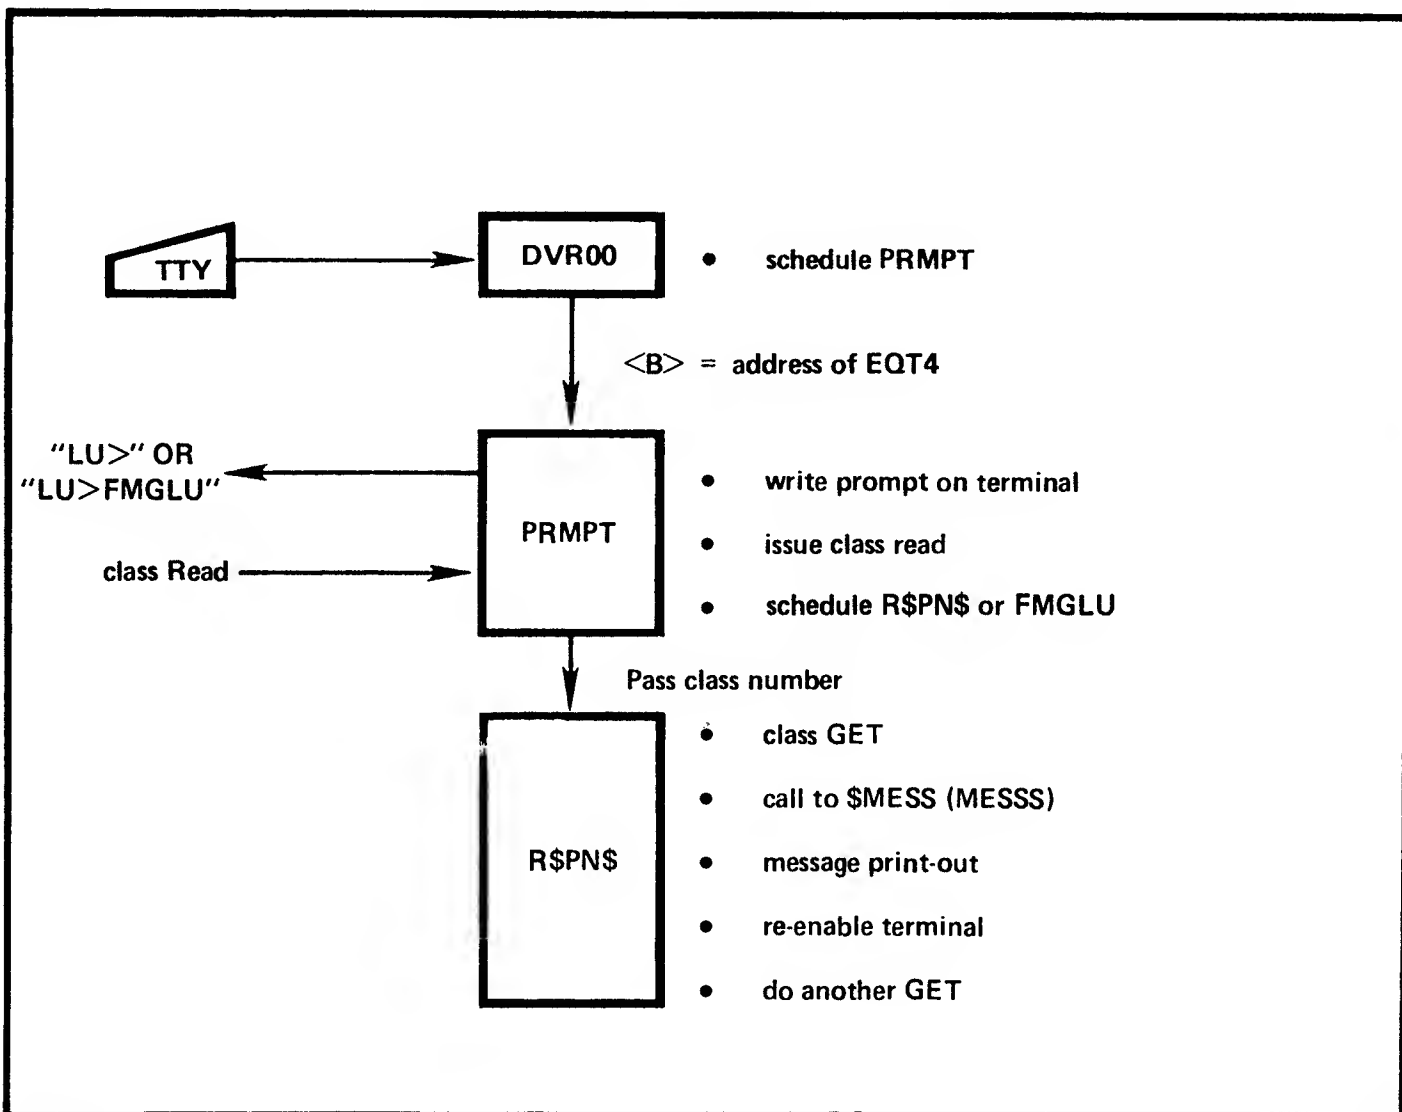 TTY
DVR00
• schedule PRMPT
<B> = address of EQT4
"LU>" OR
"LU>FMGLU"
class Read
PRMPT
• write prompt on terminal
• issue class read
• schedule R$PN$ or FMGLU
Pass class number
R$PN$
• class GET
• call to $MESS (MESSS)
• message print-out
• re-enable terminal
• do another GET